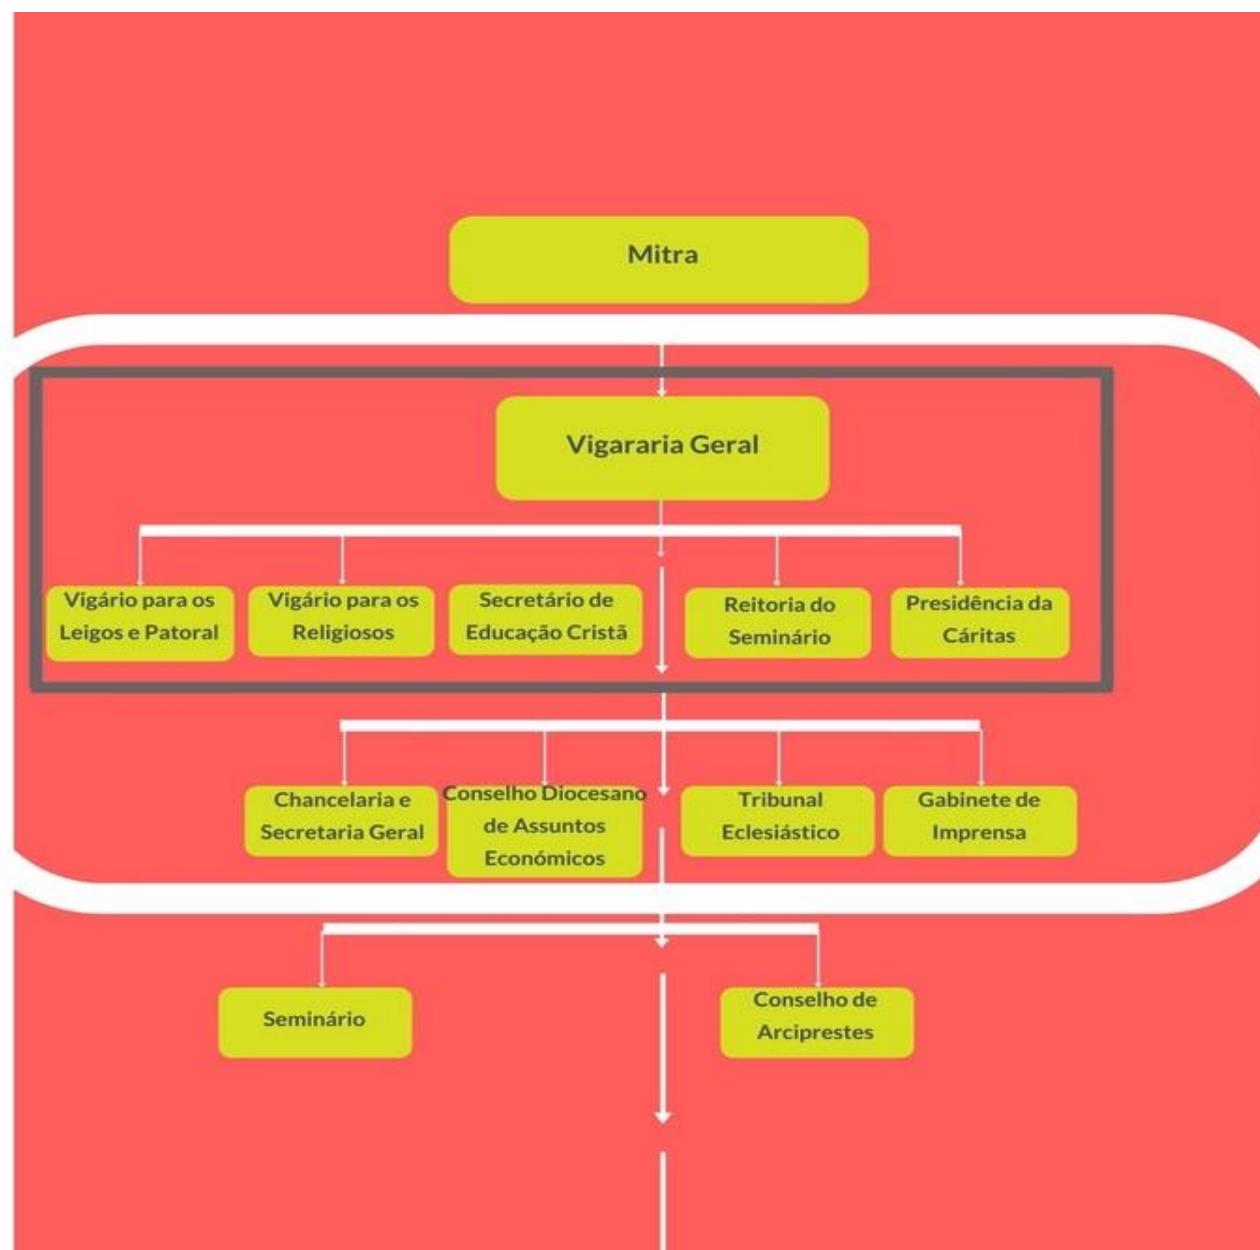 Mitra
Vigararia Geral
Vigário para os
Leigos e Patoral
Vigário para os
Religiosos
Secretário de
Educação Cristã
Reitoria do
Seminário
Presidência da
Cáritas
Chancelaria e
Secretaria Geral
Conselho Diocesano
de Assuntos
Económicos
Tribunal
Eclesiástico
Gabinete de
Imprensa
Seminário
Conselho de
Arciprestes